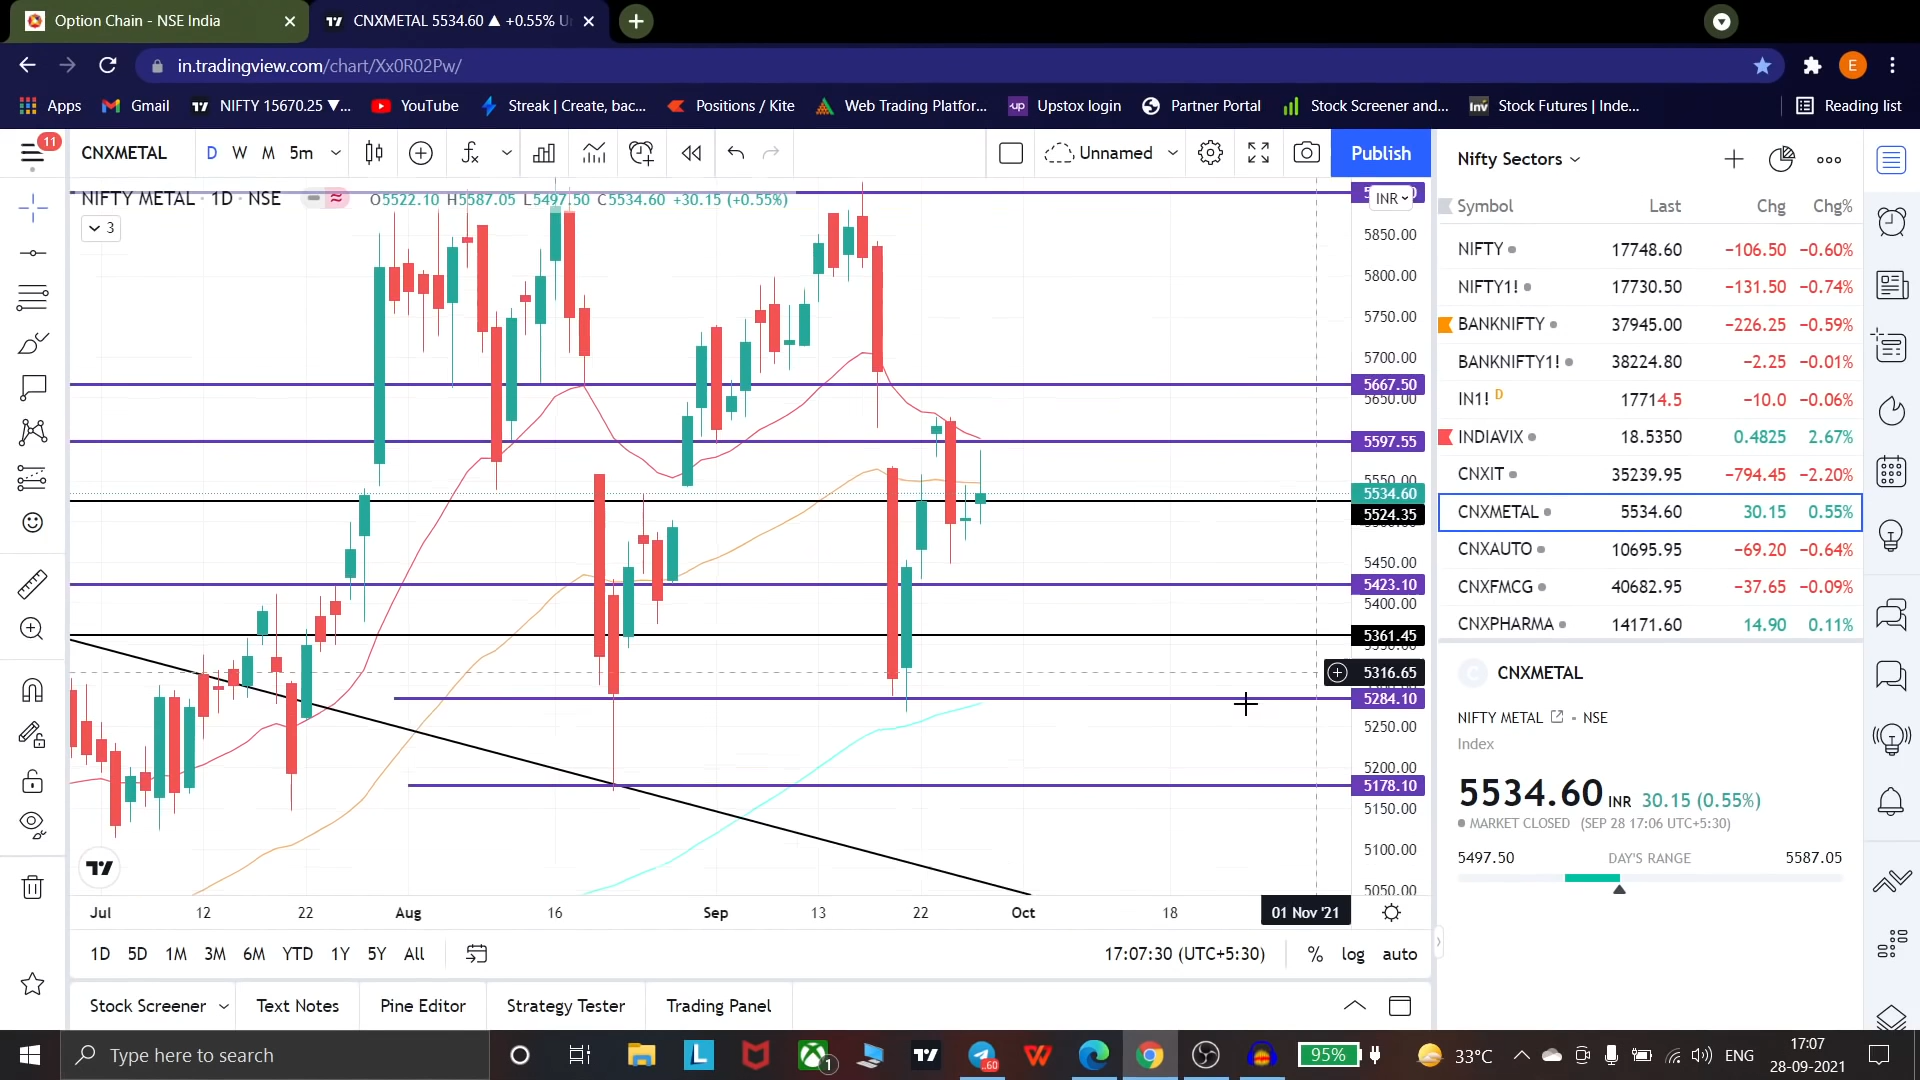 Option Chain - NSE India
CNXMETAL 5534.60 ▲ +0.55% Un
in.tradingview.com/chart/Xx0R02Pw/
E
Apps
Gmail
NIFTY 15670.25 ▼...
YouTube
Streak | Create, bac...
Positions / Kite
Web Trading Platfor...
Upstox login
Partner Portal
Stock Screener and...
Stock Futures | Inde...
Reading list
11
CNXMETAL
D W M 5m
Unnamed
Publish
NIFTY METAL · 1D · NSE
O5522.10 H5587.05 L5497.50 C5534.60 +30.15 (+0.55%)
3
INR
5850.00
5800.00
5750.00
5700.00
5667.50
5650.00
5597.55
5550.00
5534.60
5524.35
5450.00
5423.10
5400.00
5361.45
5316.65
5284.10
5250.00
5200.00
5178.10
5150.00
5100.00
5050.00
Jul 12 22 Aug 16 Sep 13 22 Oct 18 01 Nov '21
1D 5D 1M 3M 6M YTD 1Y 5Y All
17:07:30 (UTC+5:30)
% log auto
Stock Screener
Text Notes
Pine Editor
Strategy Tester
Trading Panel
Nifty Sectors
Symbol Last Chg Chg%
NIFTY 17748.60 −106.50 −0.60%
NIFTY1! 17730.50 −131.50 −0.74%
BANKNIFTY 37945.00 −226.25 −0.59%
BANKNIFTY1! 38224.80 −2.25 −0.01%
IN1! D 17714.5 −10.0 −0.06%
INDIAVIX 18.5350 0.4825 2.67%
CNXIT 35239.95 −794.45 −2.20%
CNXMETAL 5534.60 30.15 0.55%
CNXAUTO 10695.95 −69.20 −0.64%
CNXFMCG 40682.95 −37.65 −0.09%
CNXPHARMA 14171.60 14.90 0.11%
C CNXMETAL
NIFTY METAL · NSE
Index
5534.60 INR 30.15 (0.55%)
MARKET CLOSED (SEP 28 17:06 UTC+5:30)
5497.50 DAY'S RANGE 5587.05
Type here to search
L
1
60
95%
33°C
ENG
17:07
28-09-2021